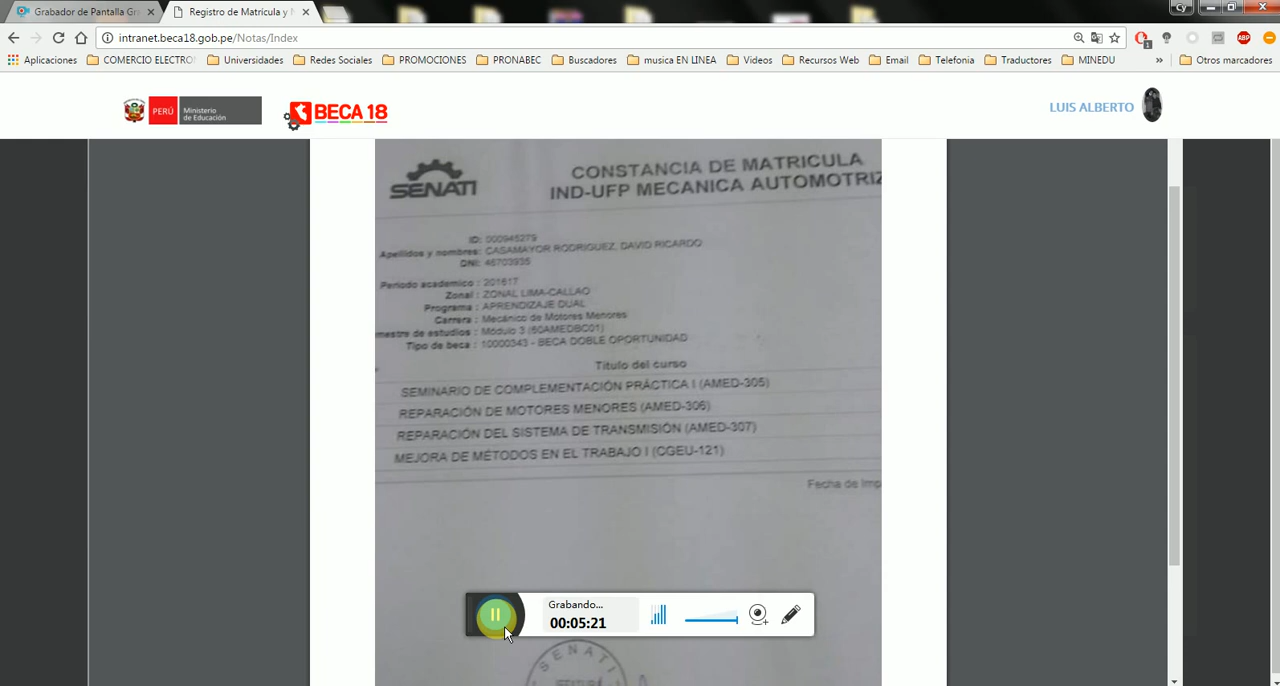 Grabador de Pantalla Gr
Registro de Matrícula y
Cy
intranet.beca18.gob.pe/Notas/Index
Aplicaciones
COMERCIO ELECTRO
Universidades
Redes Sociales
PROMOCIONES
PRONABEC
Buscadores
musica EN LINEA
Videos
Recursos Web
Email
Telefonia
Traductores
MINEDU
»
Otros marcadores
PERÚ
Ministerio
de Educación
BECA 18
LUIS ALBERTO
SENATI
CONSTANCIA DE MATRICULA
IND-UFP MECANICA AUTOMOTRIZ
ID: 000945279
Apellidos y nombres: CASAMAYOR RODRIGUEZ, DAVID RICARDO
DNI: 46703935
Periodo academico : 201617
Zonal : ZONAL LIMA-CALLAO
Programa : APRENDIZAJE DUAL
Carrera : Mecánico de Motores Menores
mestre de estudios : Módulo 3 (60AMEDBC01)
Tipo de beca : 10000343 - BECA DOBLE OPORTUNIDAD
Título del curso
SEMINARIO DE COMPLEMENTACIÓN PRÁCTICA I (AMED-305)
REPARACIÓN DE MOTORES MENORES (AMED-306)
REPARACIÓN DEL SISTEMA DE TRANSMISIÓN (AMED-307)
MEJORA DE MÉTODOS EN EL TRABAJO I (CGEU-121)
Fecha de Imp
Grabando...
00:05:21
SENATI